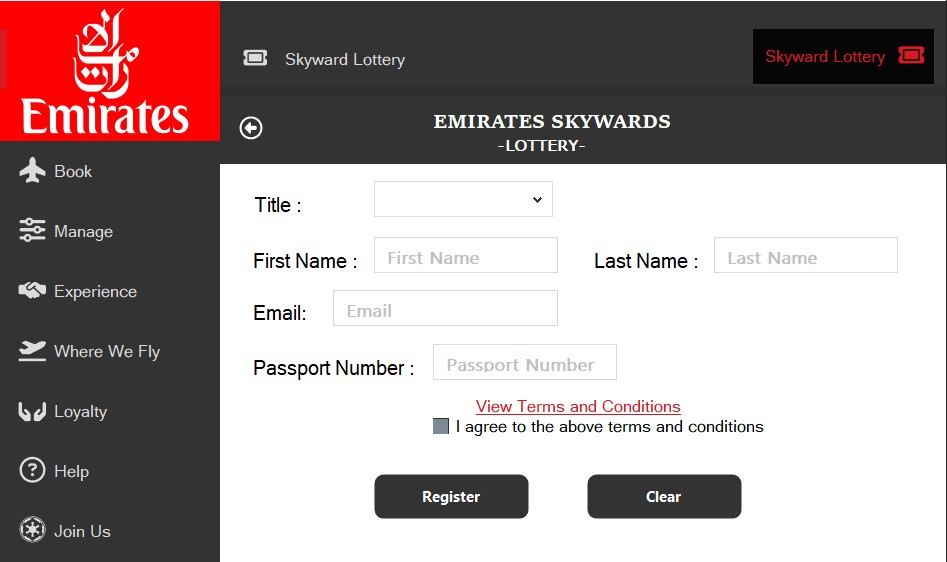 Emirates
Skyward Lottery
Skyward Lottery
EMIRATES SKYWARDS
-LOTTERY-
Book
Manage
Experience
Where We Fly
Loyalty
Help
Join Us
Title :
First Name : First Name
Last Name : Last Name
Email: Email
Passport Number : Passport Number
View Terms and Conditions
I agree to the above terms and conditions
Register
Clear